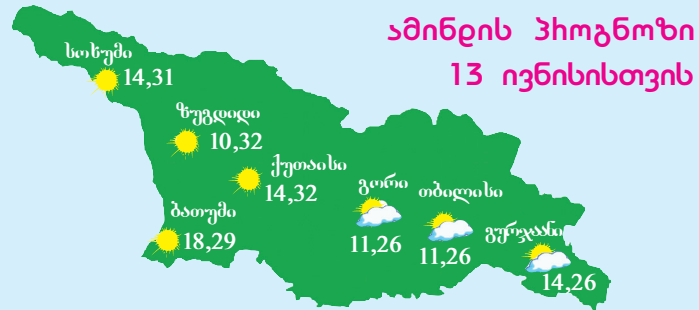 ამინდის პროგნოზი
13 ივნისისთვის
სოხუმი
14,31
ზუგდიდი
10,32
ქუთაისი
14,32
გორი
11,26
თბილისი
11,26
ბათუმი
18,29
გურჯაანი
14,26